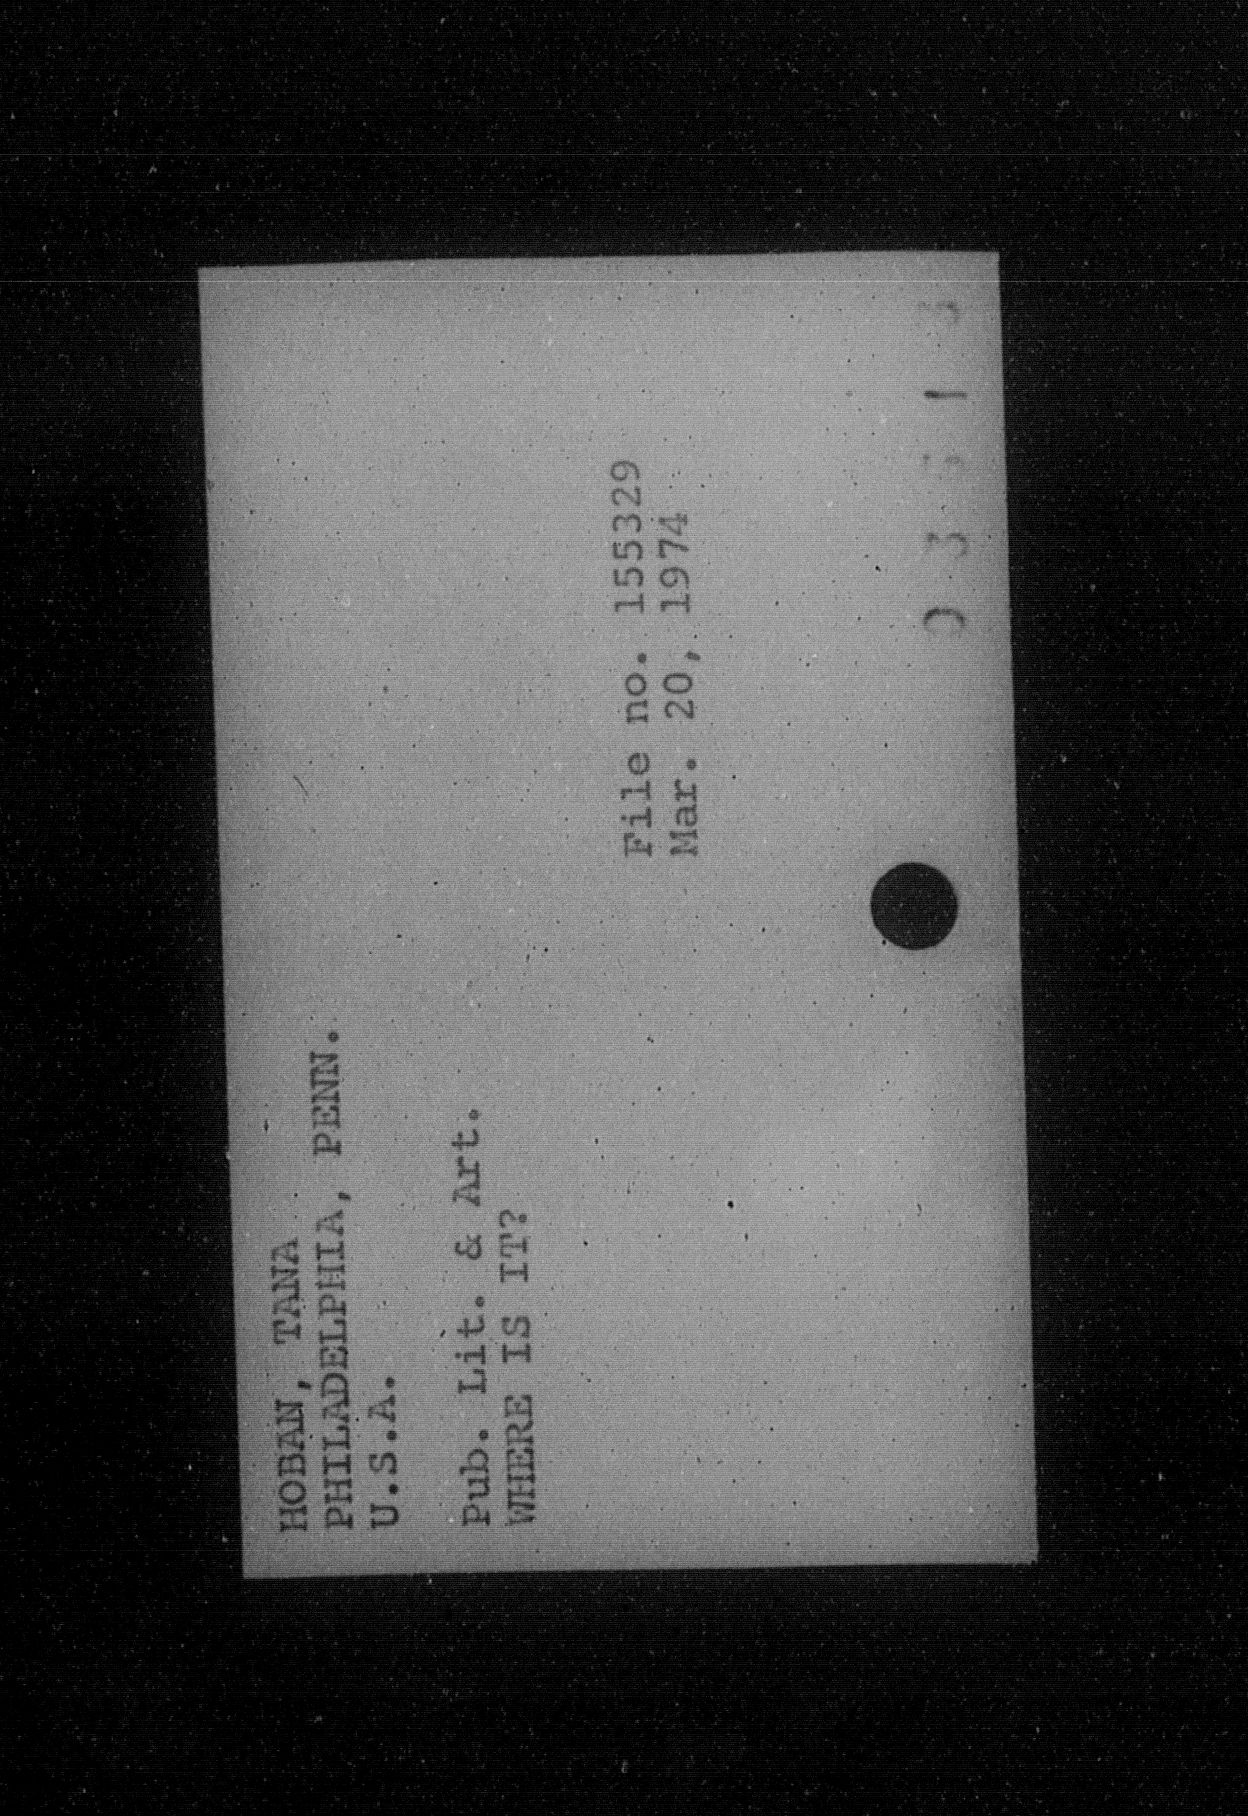 HOBAN, TANA
PHILADELPHIA, PENN.
U.S.A.
Pub. Lit. & Art.
WHERE IS IT?
File no. 155329
Mar. 20, 1974